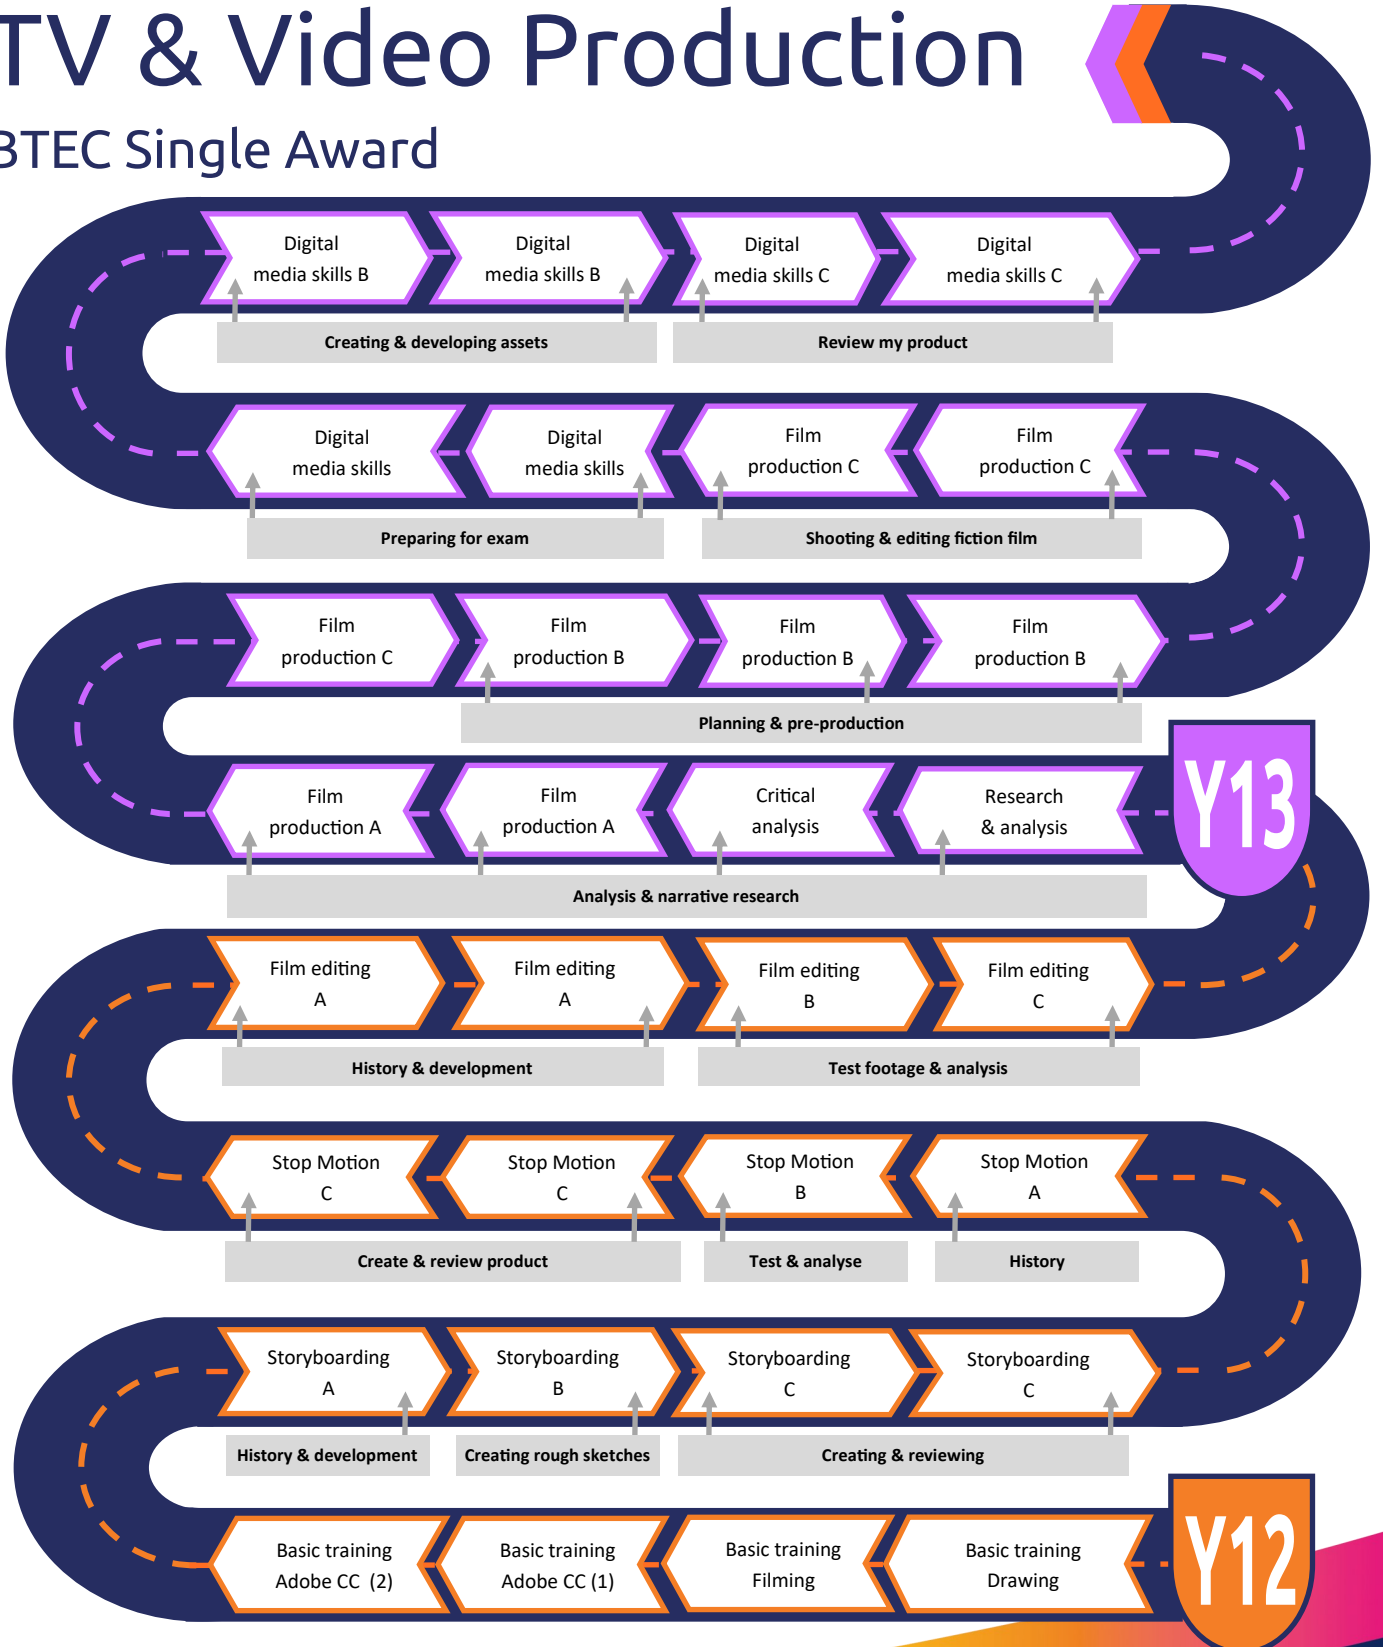 TV & Video Production
BTEC Single Award
Digital
media skills B
Digital
media skills B
Digital
media skills C
Digital
media skills C
Creating & developing assets
Review my product
Digital
media skills
Digital
media skills
Film
production C
Film
production C
Preparing for exam
Shooting & editing fiction film
Film
production C
Film
production B
Film
production B
Film
production B
Planning & pre-production
Y13
Film
production A
Film
production A
Critical
analysis
Research
& analysis
Analysis & narrative research
Film editing
A
Film editing
A
Film editing
B
Film editing
C
History & development
Test footage & analysis
Stop Motion
C
Stop Motion
C
Stop Motion
B
Stop Motion
A
Create & review product
Test & analyse
History
Storyboarding
A
Storyboarding
B
Storyboarding
C
Storyboarding
C
History & development
Creating rough sketches
Creating & reviewing
Basic training
Adobe CC (2)
Basic training
Adobe CC (1)
Basic training
Filming
Basic training
Drawing
Y12